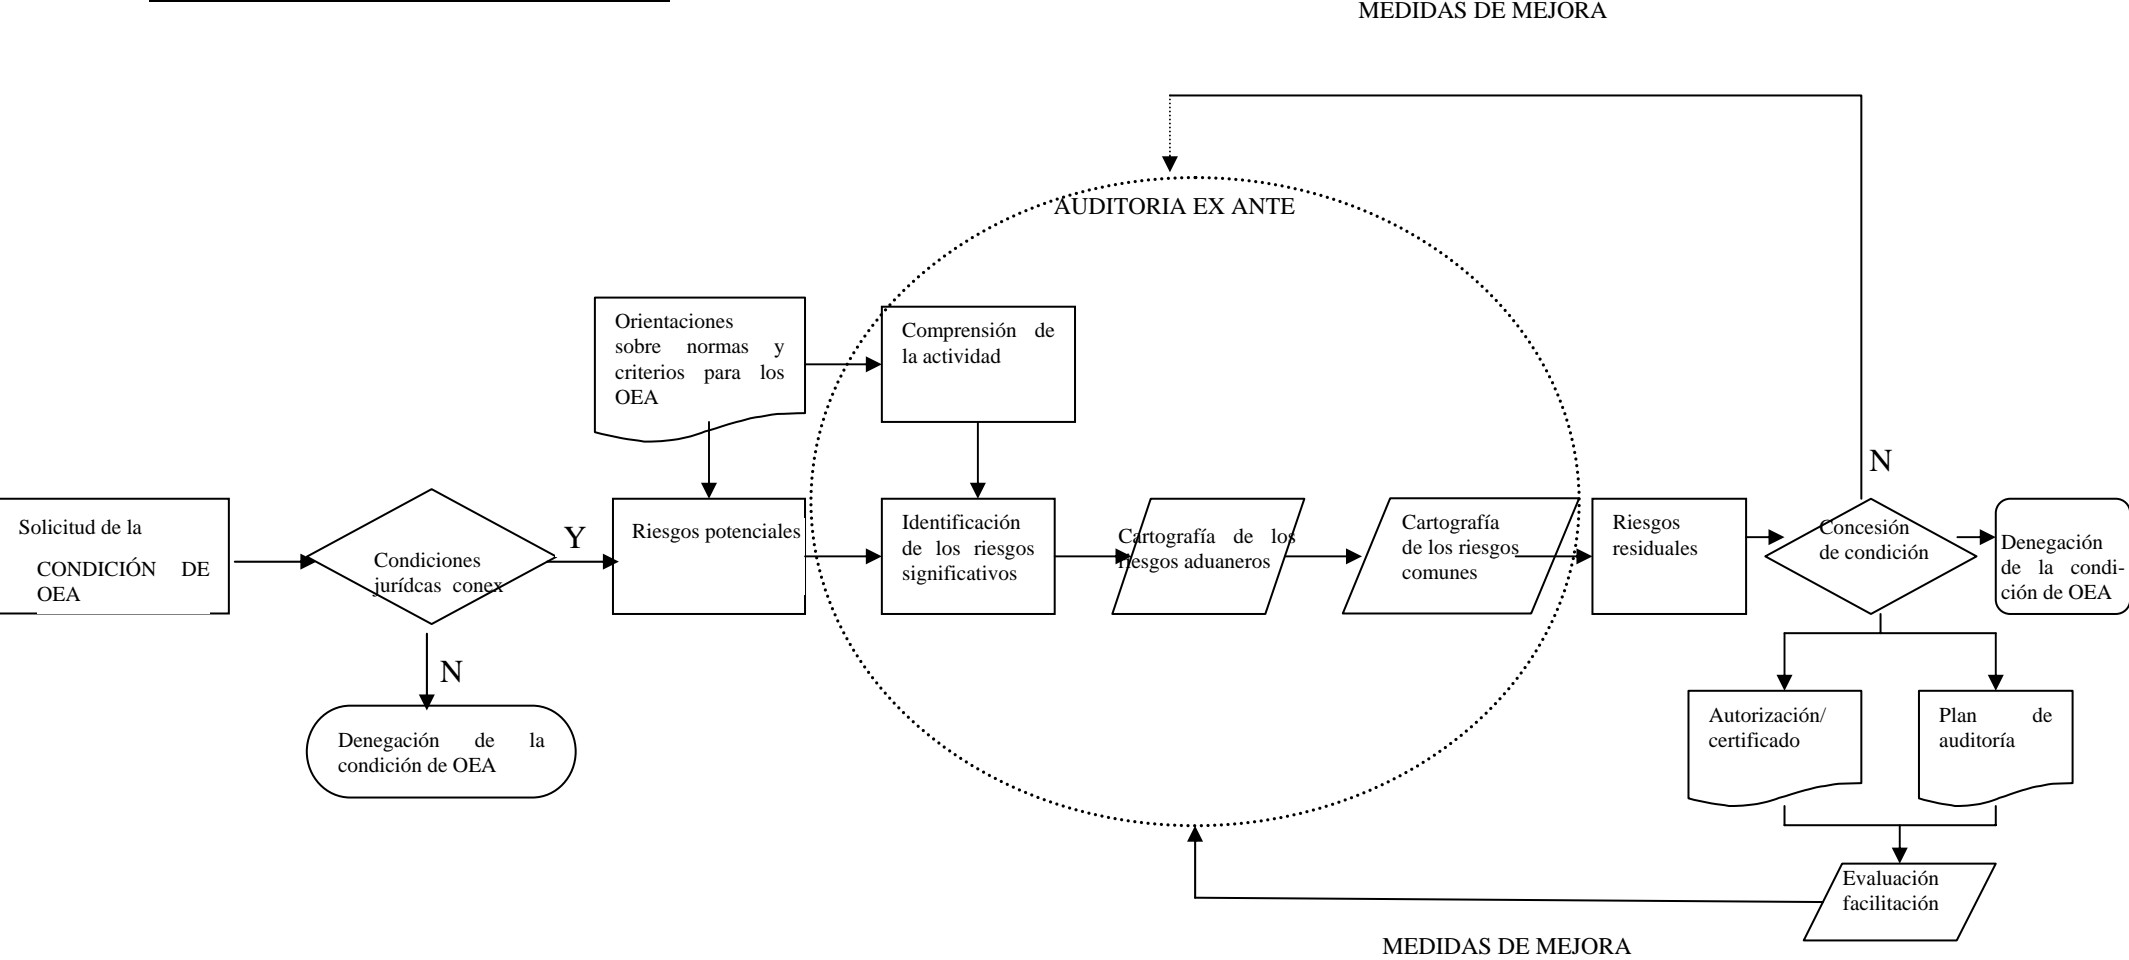 MEDIDAS DE MEJORA
AUDITORIA EX ANTE
Orientaciones
sobre normas y
criterios para los
OEA
Comprensión de
la actividad
N
Solicitud de la
CONDICIÓN DE
OEA
Condiciones
jurídcas conex
Y
Riesgos potenciales
Identificación
de los riesgos
significativos
Cartografía de los
riesgos aduaneros
Cartografía
de los riesgos
comunes
Riesgos
residuales
Concesión
de condición
Denegación
de la condi-
ción de OEA
N
Denegación de la
condición de OEA
Autorización/
certificado
Plan de
auditoría
Evaluación
facilitación
MEDIDAS DE MEJORA